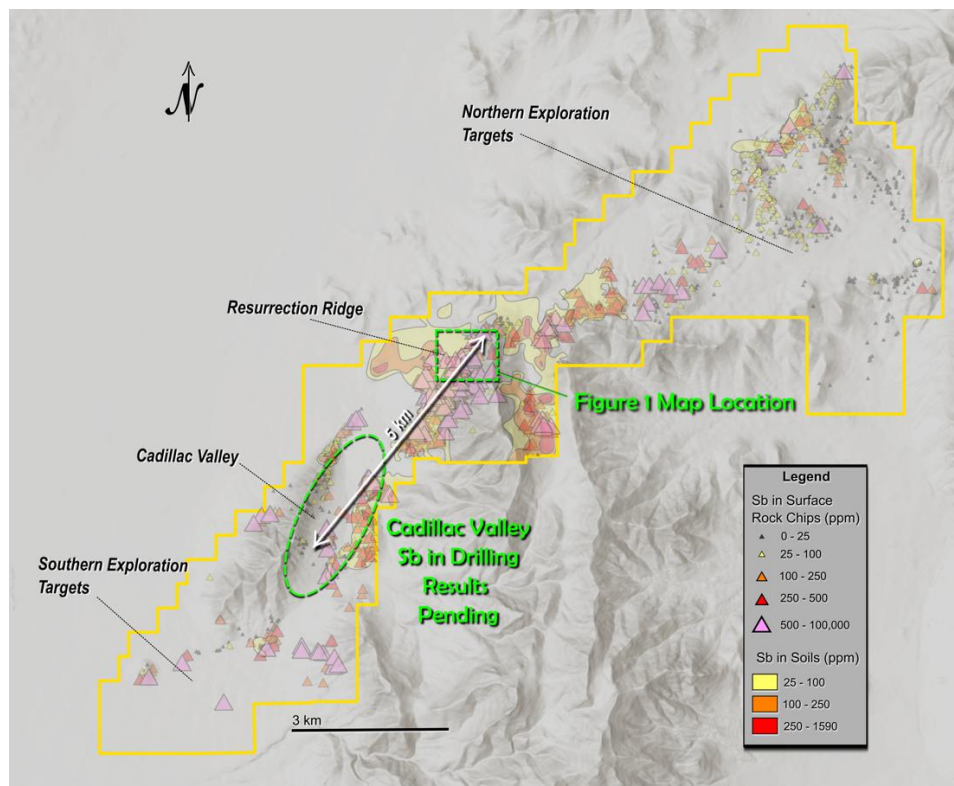 N
Northern Exploration
Targets
Resurrection Ridge
Figure 1 Map Location
5 km
Cadillac Valley
Cadillac Valley
Sb in Drilling
Results
Pending
Southern Exploration
Targets
3 km
Legend
Sb in Surface
Rock Chips (ppm)
0 - 25
25 - 100
100 - 250
250 - 500
500 - 100,000
Sb in Soils (ppm)
25 - 100
100 - 250
250 - 1590